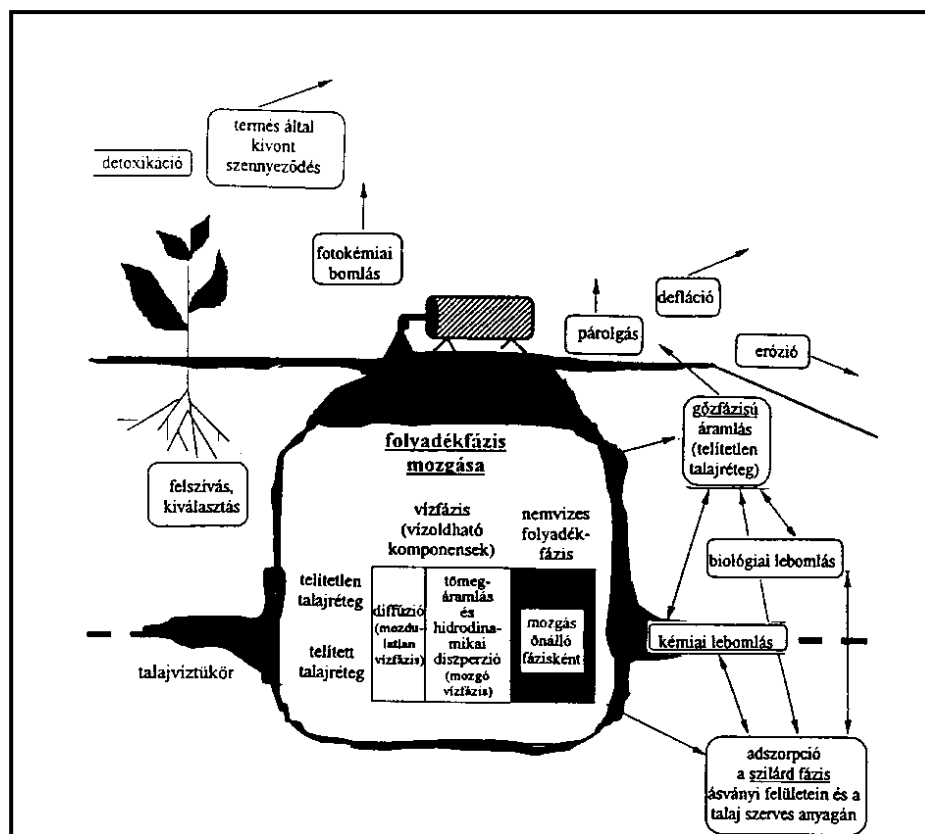 termés által
kivont
szennyeződés
detoxikáció
fotokémiai
bomlás
defláció
párolgás
erózió
gőzfázisú
áramlás
(telítetlen
talajréteg)
folyadékfázis
mozgása
felszívás,
kiválasztás
vízfázis
(vízoldható
komponensek)
nemvizes
folyadék-
fázis
biológiai lebomlás
telítetlen
talajréteg
telített
talajréteg
diffúzió
(mozdu-
latlan
vízfázis)
tömeg-
áramlás
és
hidrodina-
mikai
diszperzió
(mozgó
vízfázis)
mozgás
önálló
fázisként
kémiai lebomlás
talajvíztükör
adszorpció
a szilárd fázis
ásványi felületein és a
talaj szerves anyagán